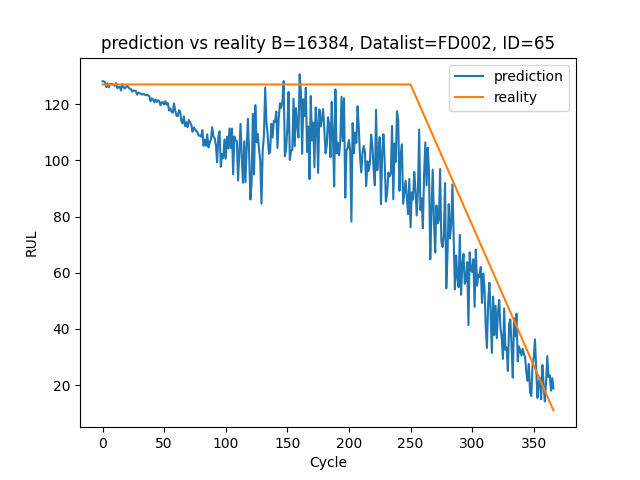 prediction vs reality B=16384, Datalist=FD002, ID=65
prediction
reality
RUL
120
100
80
60
40
20
0 50 100 150 200 250 300 350
Cycle